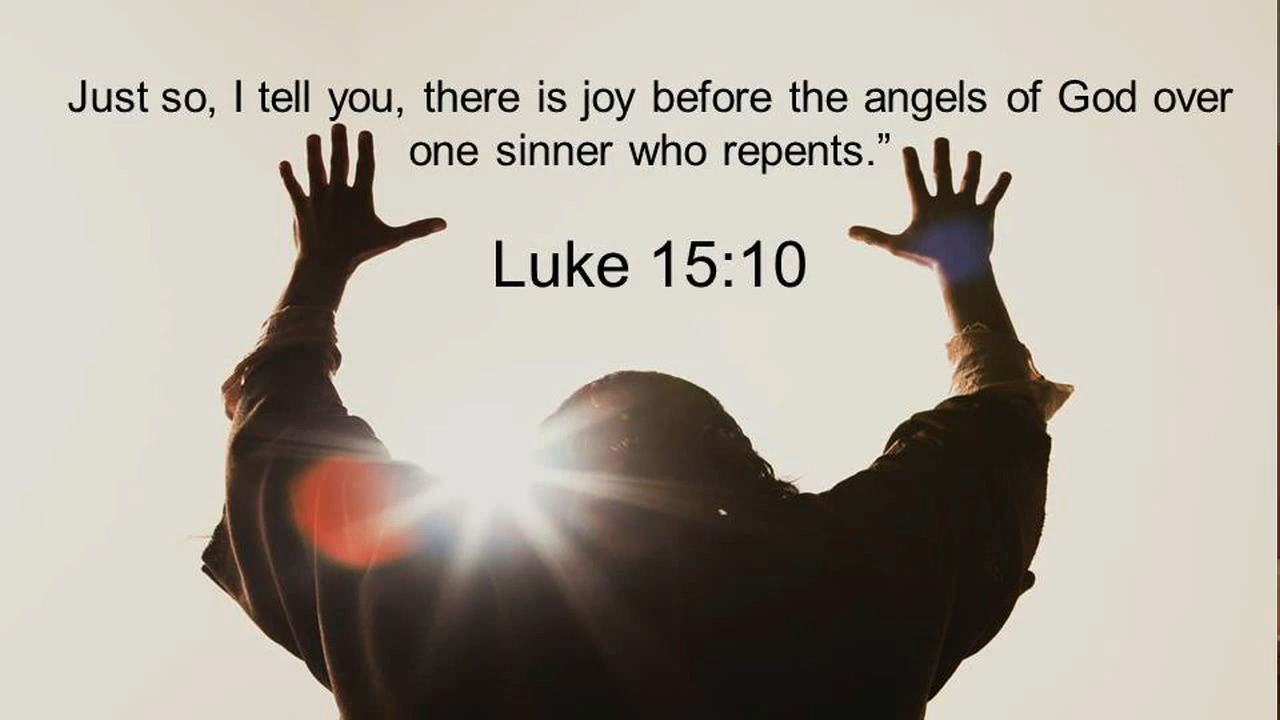 Just so, I tell you, there is joy before the angels of God over
one sinner who repents.”
Luke 15:10